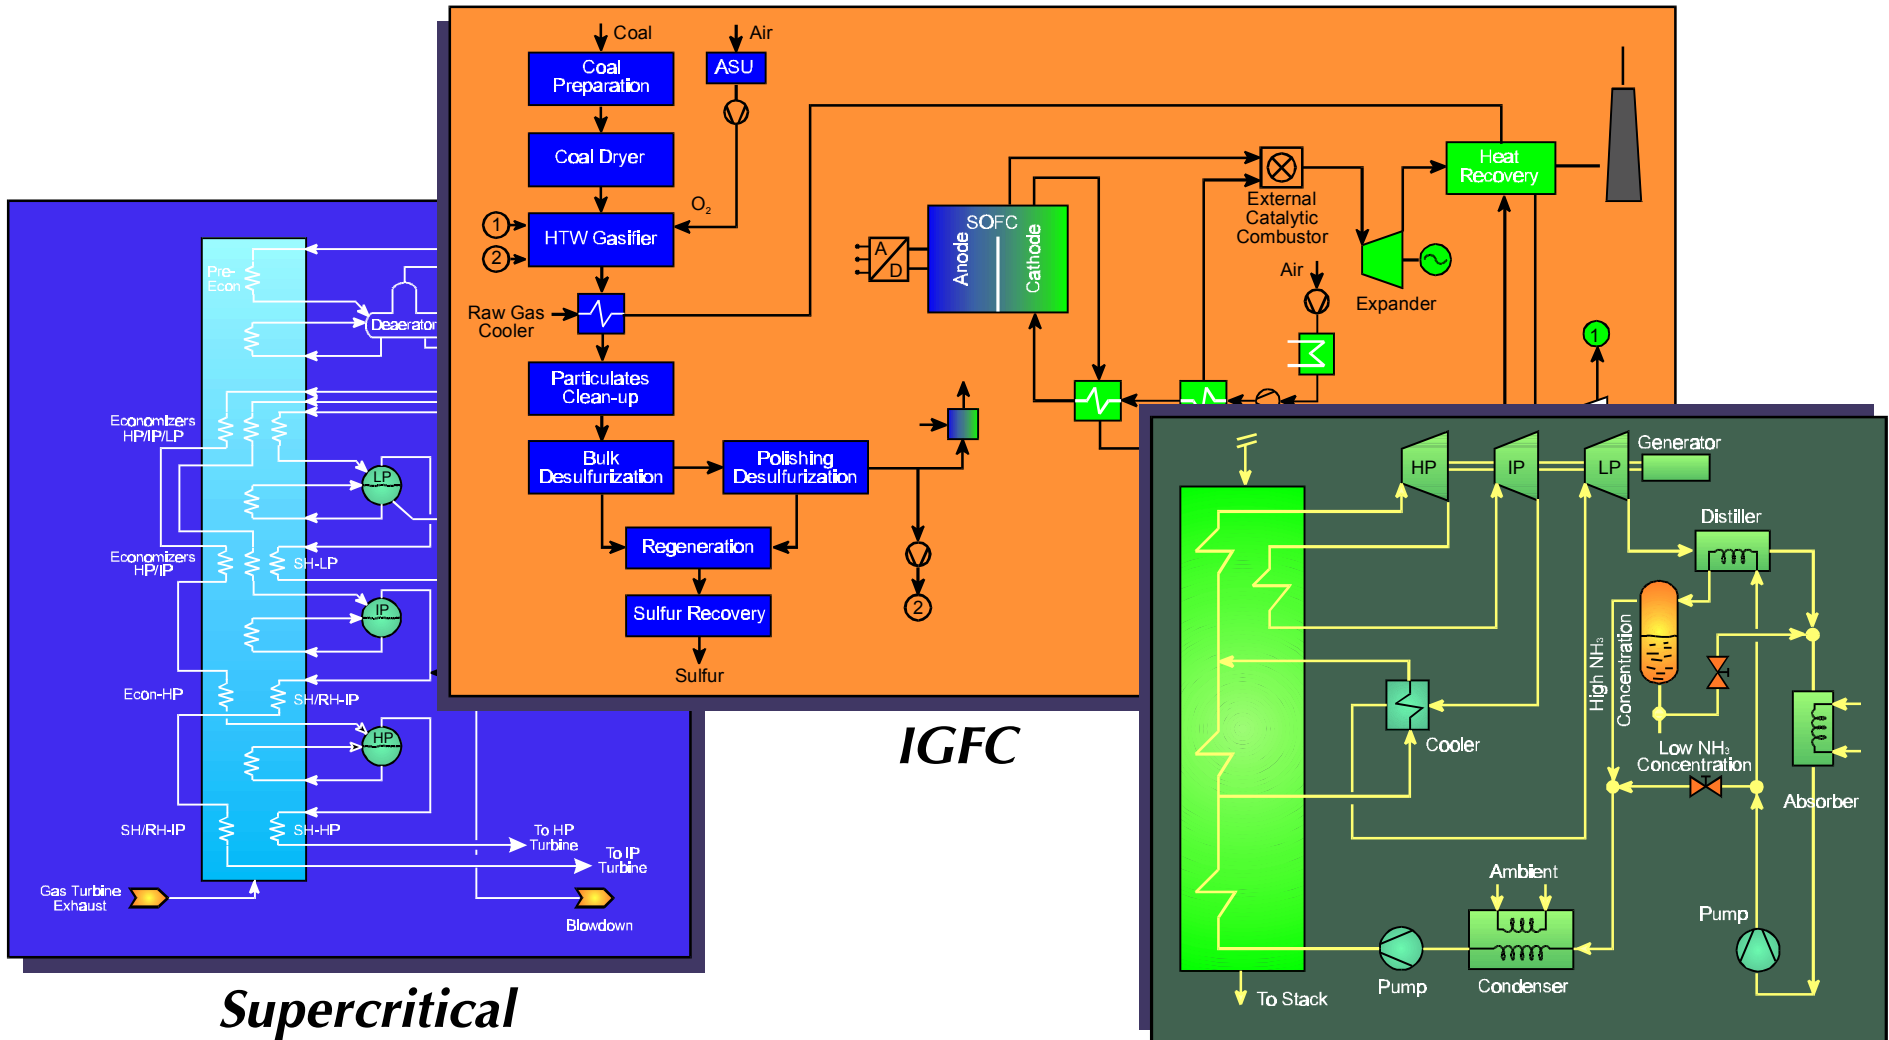 Coal
Air
Coal
Preparation
ASU
Coal Dryer
O2
1
2
HTW Gasifier
Raw Gas
Cooler
Particulates
Clean-up
Bulk
Desulfurization
Polishing
Desulfurization
Regeneration
Sulfur Recovery
Sulfur
2
A
D
SOFC
Anode
Cathode
External
Catalytic
Combustor
Heat
Recovery
Air
Expander
1
IGFC
Pre-
Econ
Deaerator
Economizers
HP/IP/LP
LP
Economizers
HP/IP
SH-LP
IP
Econ-HP
SH/RH-IP
HP
SH/RH-IP
SH-HP
To HP
Turbine
To IP
Turbine
Gas Turbine
Exhaust
Blowdown
Supercritical
HP
IP
LP
Generator
Distiller
High NH3
Concentration
Cooler
Low NH3
Concentration
Absorber
Ambient
Pump
Pump
Condenser
To Stack